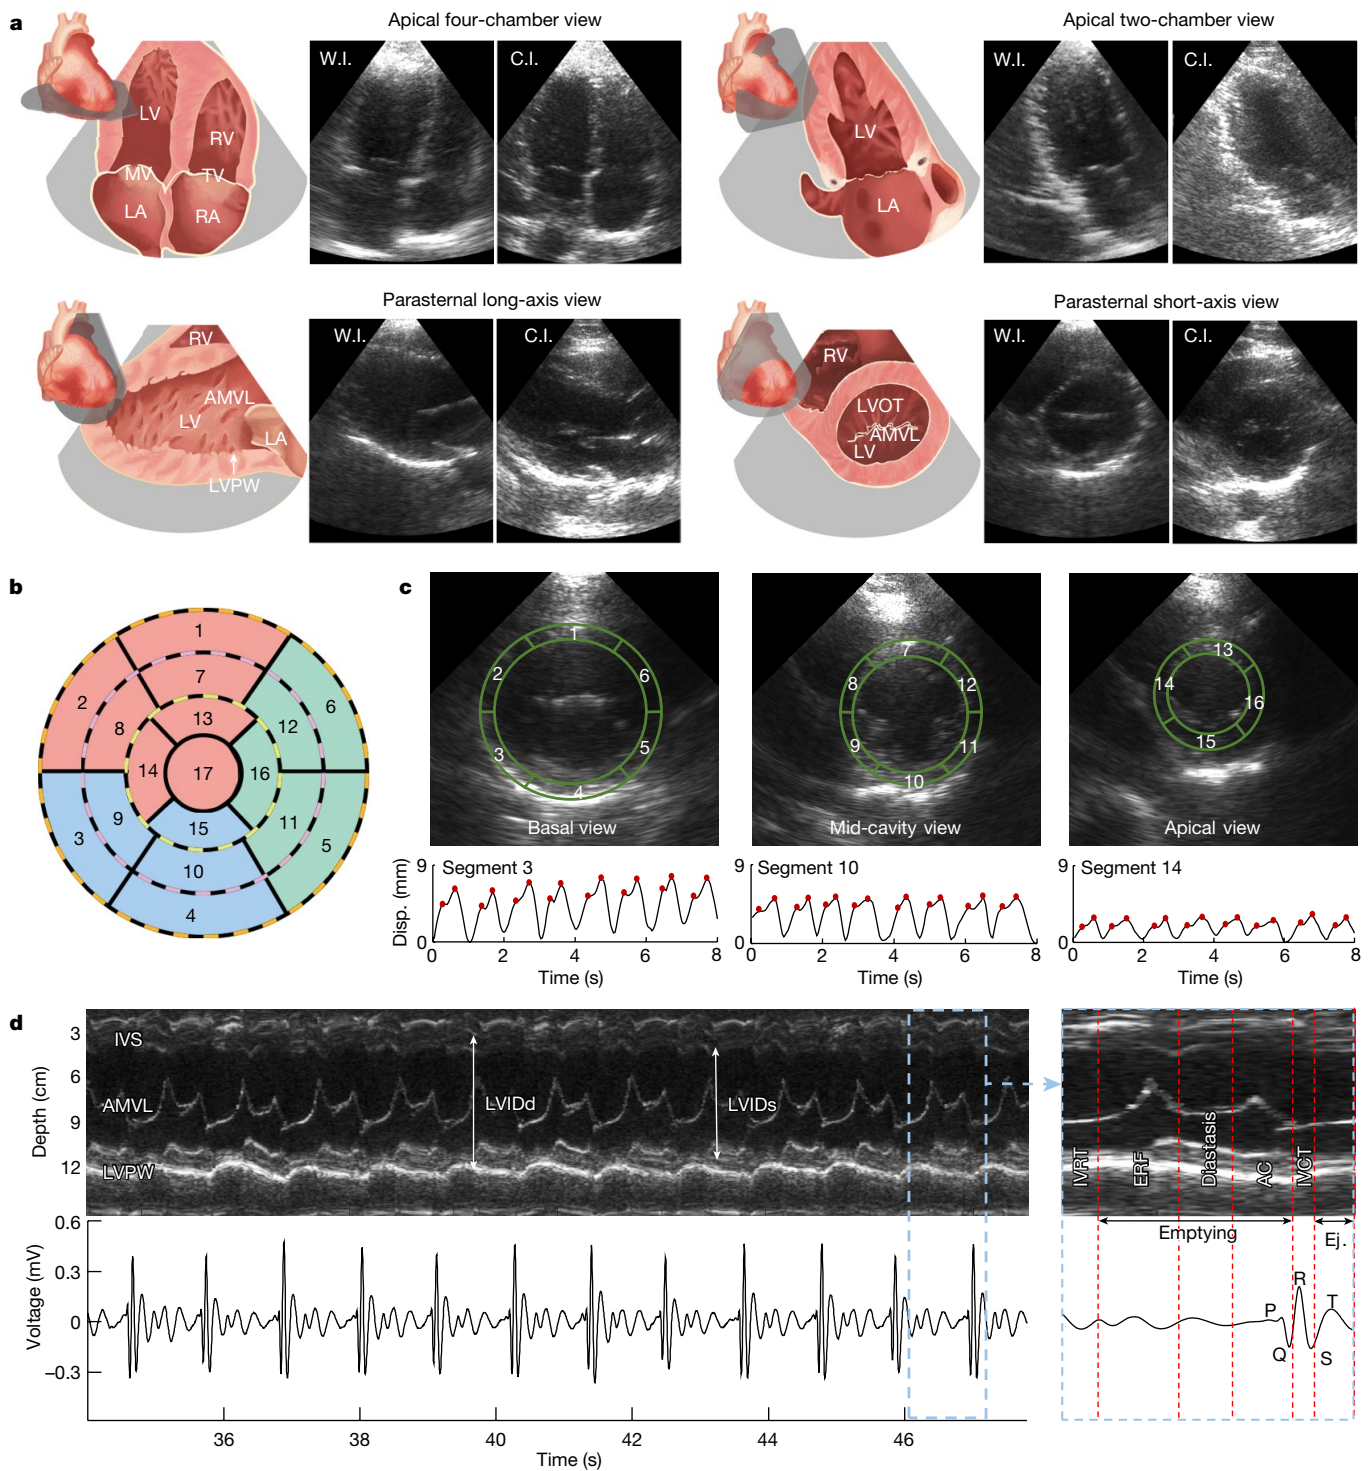 a
Apical four-chamber view
W.I.
C.I.
LV
RV
MV
TV
LA
RA
Apical two-chamber view
W.I.
C.I.
LV
LA
Parasternal long-axis view
W.I.
C.I.
RV
AMVL
LV
LA
LVPW
Parasternal short-axis view
W.I.
C.I.
RV
LVOT
AMVL
LV
b
1
2
7
6
8
13
12
14
17
16
9
15
11
3
10
5
4
c
1
2
6
3
5
4
Basal view
7
8
12
9
11
10
Mid-cavity view
13
14
16
15
Apical view
Disp. (mm)
9
0
Segment 3
0 2 4 6 8
Time (s)
9
0
Segment 10
0 2 4 6 8
Time (s)
9
0
Segment 14
0 2 4 6 8
Time (s)
d
Depth (cm)
3
6
9
12
IVS
AMVL
LVPW
LVIDd
LVIDs
IVRT
ERF
Diastasis
AC
IVCT
Emptying
Ej.
Voltage (mV)
0.6
0.3
0
−0.3
36 38 40 42 44 46
Time (s)
P
Q
R
S
T